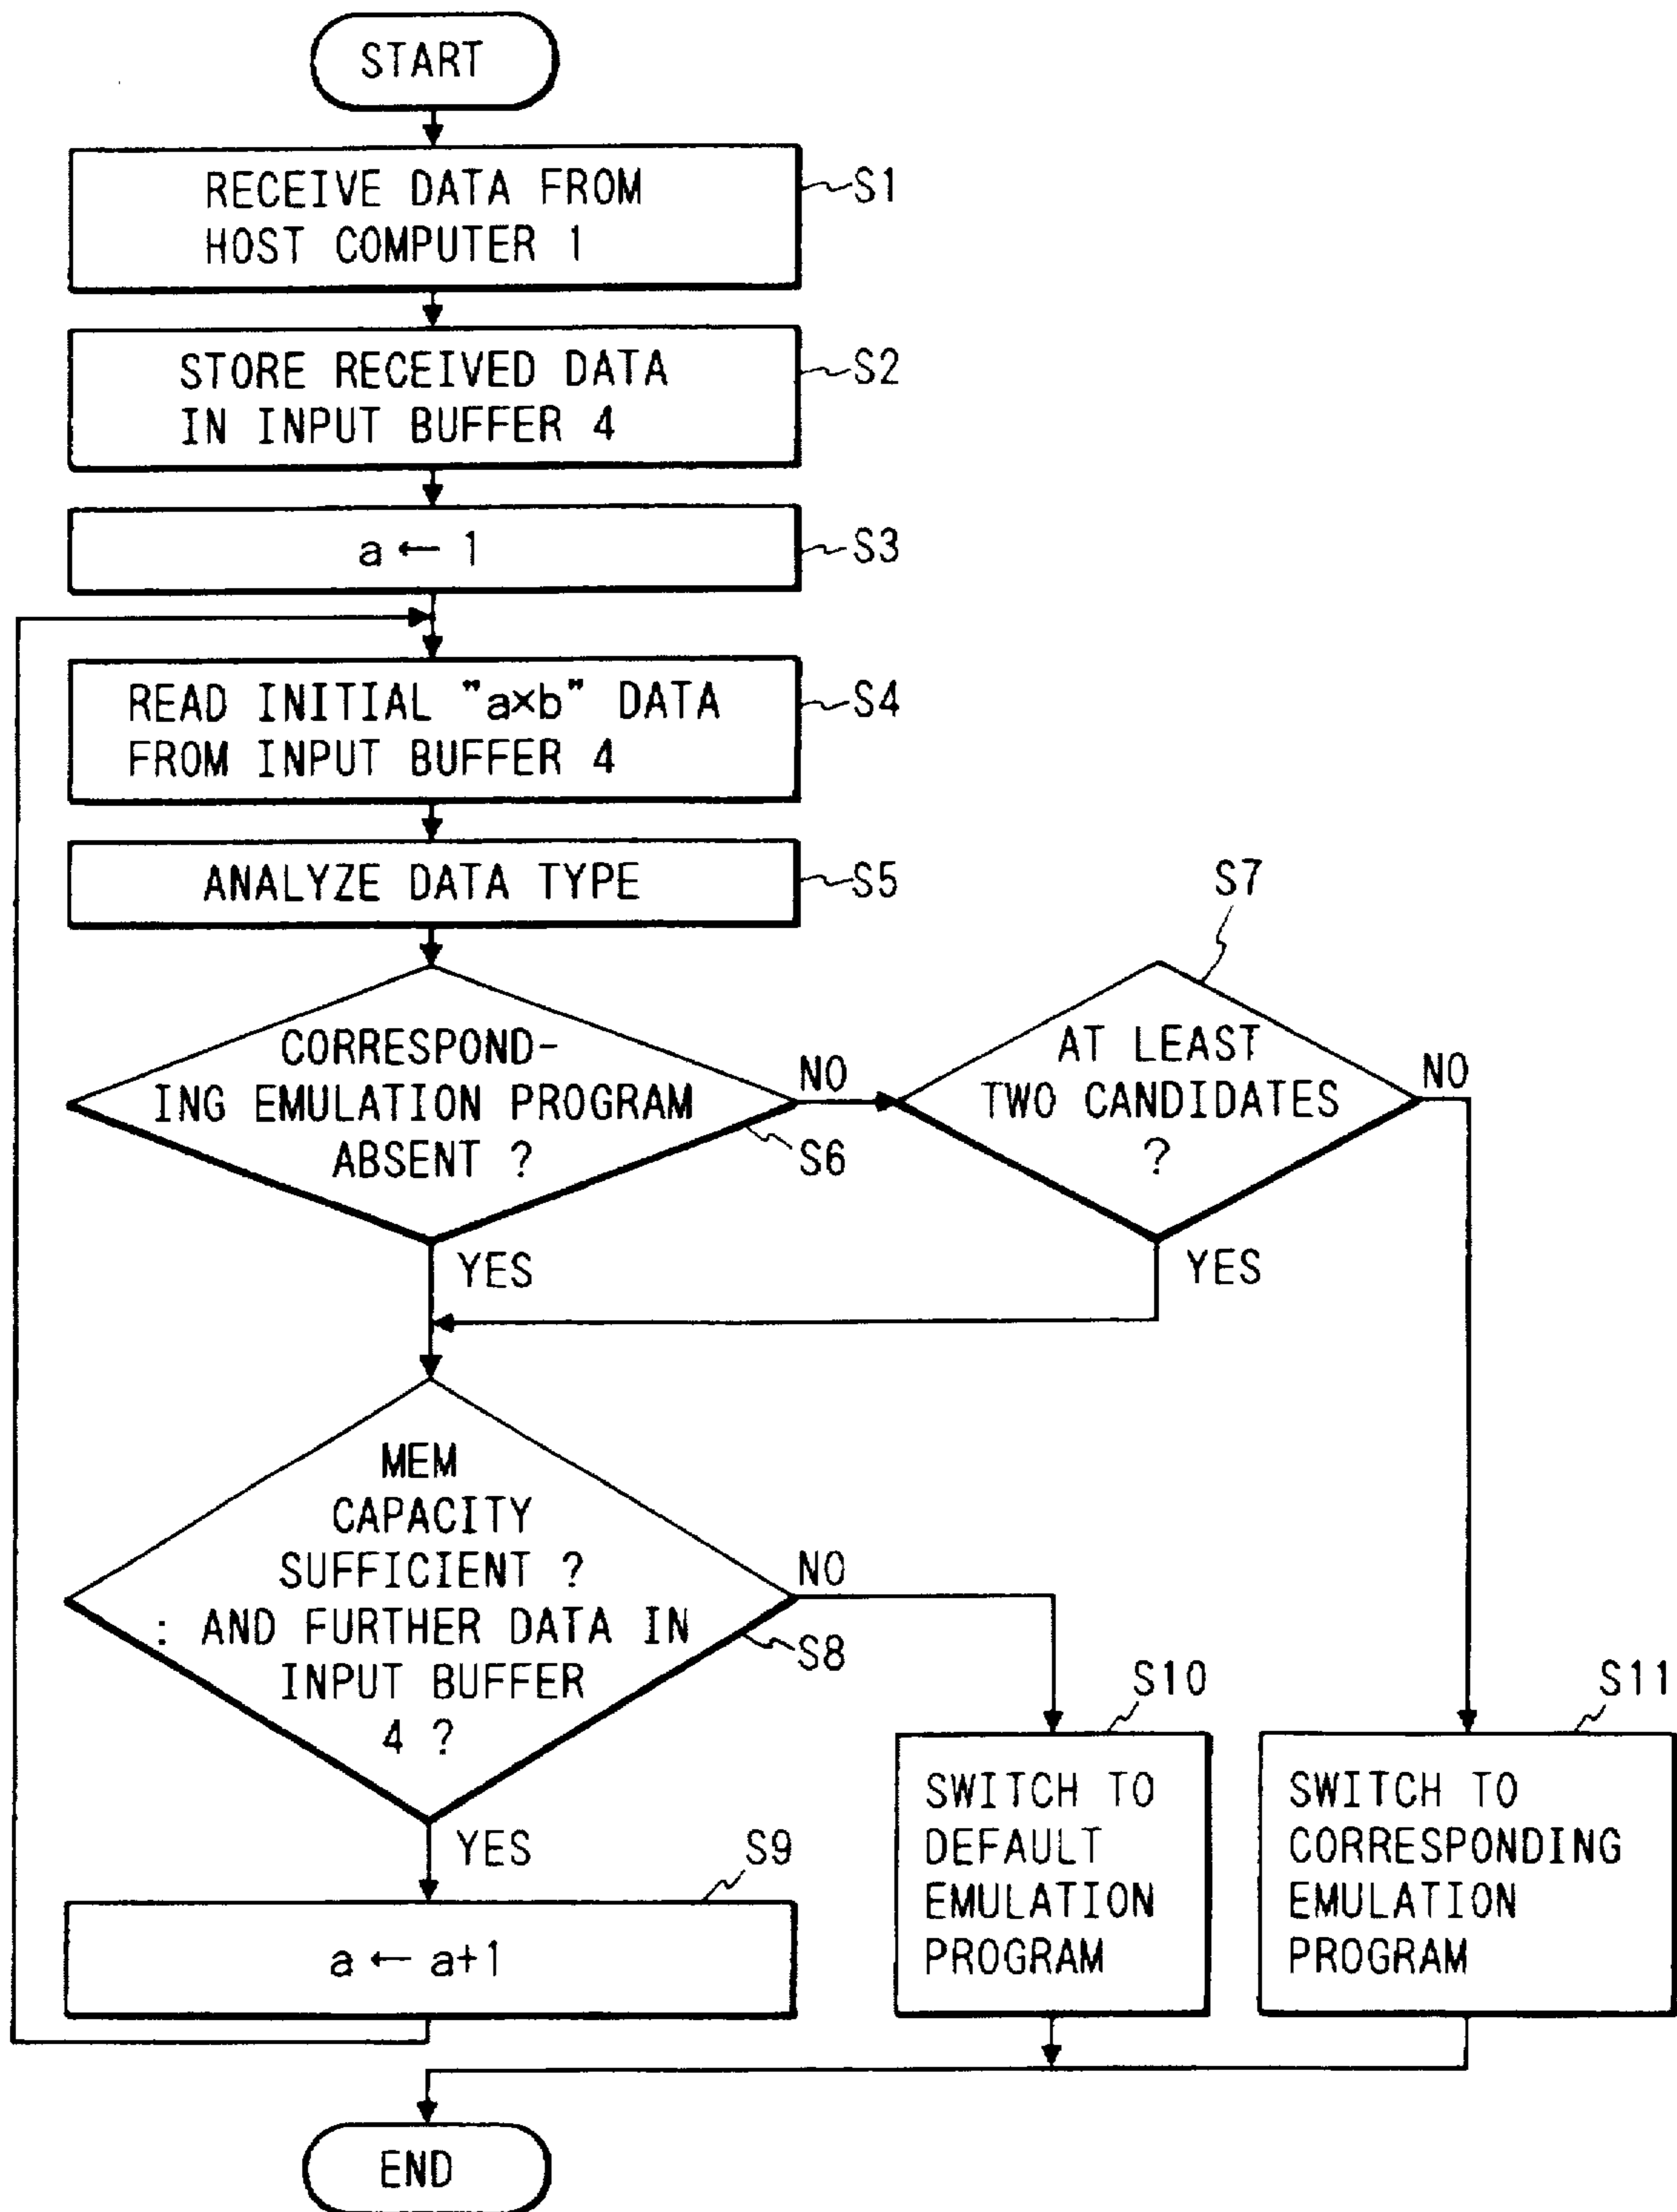 START
RECEIVE DATA FROM
HOST COMPUTER 1
S1
STORE RECEIVED DATA
IN INPUT BUFFER 4
S2
a ← 1
S3
READ INITIAL "a×b" DATA
FROM INPUT BUFFER 4
S4
ANALYZE DATA TYPE
S5
CORRESPOND-
ING EMULATION PROGRAM
ABSENT ?
S6
NO
YES
S7
AT LEAST
TWO CANDIDATES
?
NO
YES
MEM
CAPACITY
SUFFICIENT ?
: AND FURTHER DATA IN
INPUT BUFFER
4 ?
S8
NO
YES
S9
a ← a+1
S10
SWITCH TO
DEFAULT
EMULATION
PROGRAM
S11
SWITCH TO
CORRESPONDING
EMULATION
PROGRAM
END